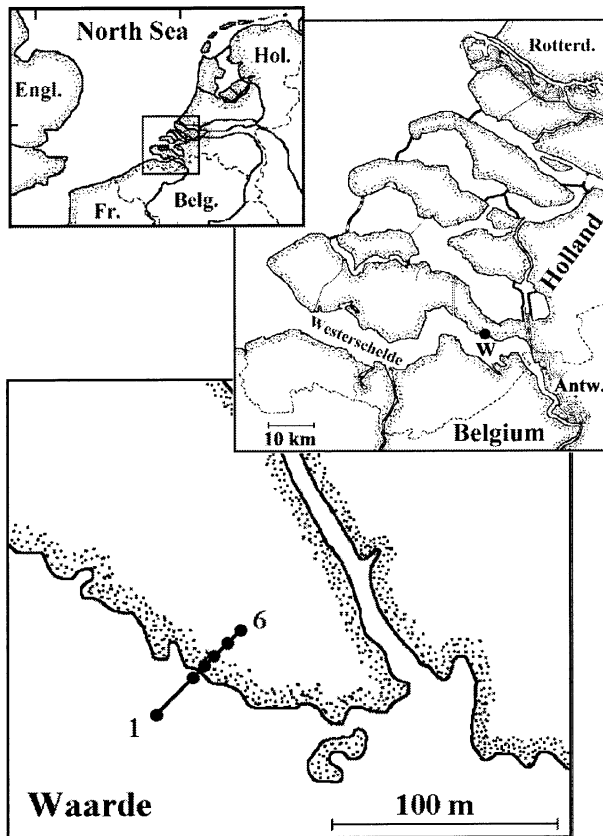 North Sea
Hol.
Engl.
Fr.
Belg.
Rotterd.
Holland
Westerschelde
W
Antw.
10 km
Belgium
6
1
Waarde
100 m